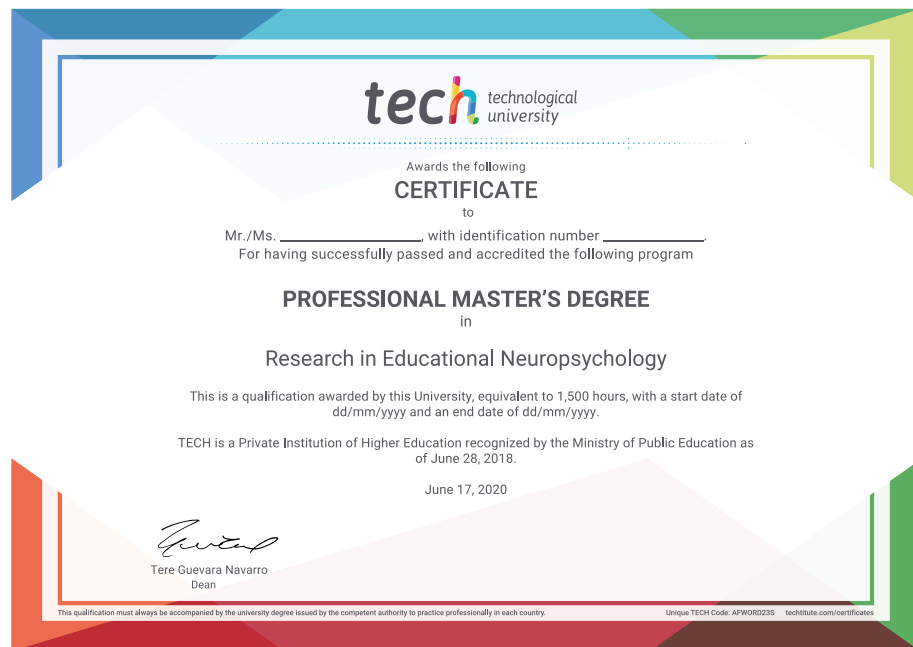 tech technological
university
Awards the following
CERTIFICATE
to
Mr./Ms. ____________________, with identification number ______________.
For having successfully passed and accredited the following program
PROFESSIONAL MASTER'S DEGREE
in
Research in Educational Neuropsychology
This is a qualification awarded by this University, equivalent to 1,500 hours, with a start date of
dd/mm/yyyy and an end date of dd/mm/yyyy.
TECH is a Private Institution of Higher Education recognized by the Ministry of Public Education as
of June 28, 2018.
June 17, 2020
Tere Guevara Navarro
Dean
This qualification must always be accompanied by the university degree issued by the competent authority to practice professionally in each country.
Unique TECH Code: AFWORD23S techtitute.com/certificates